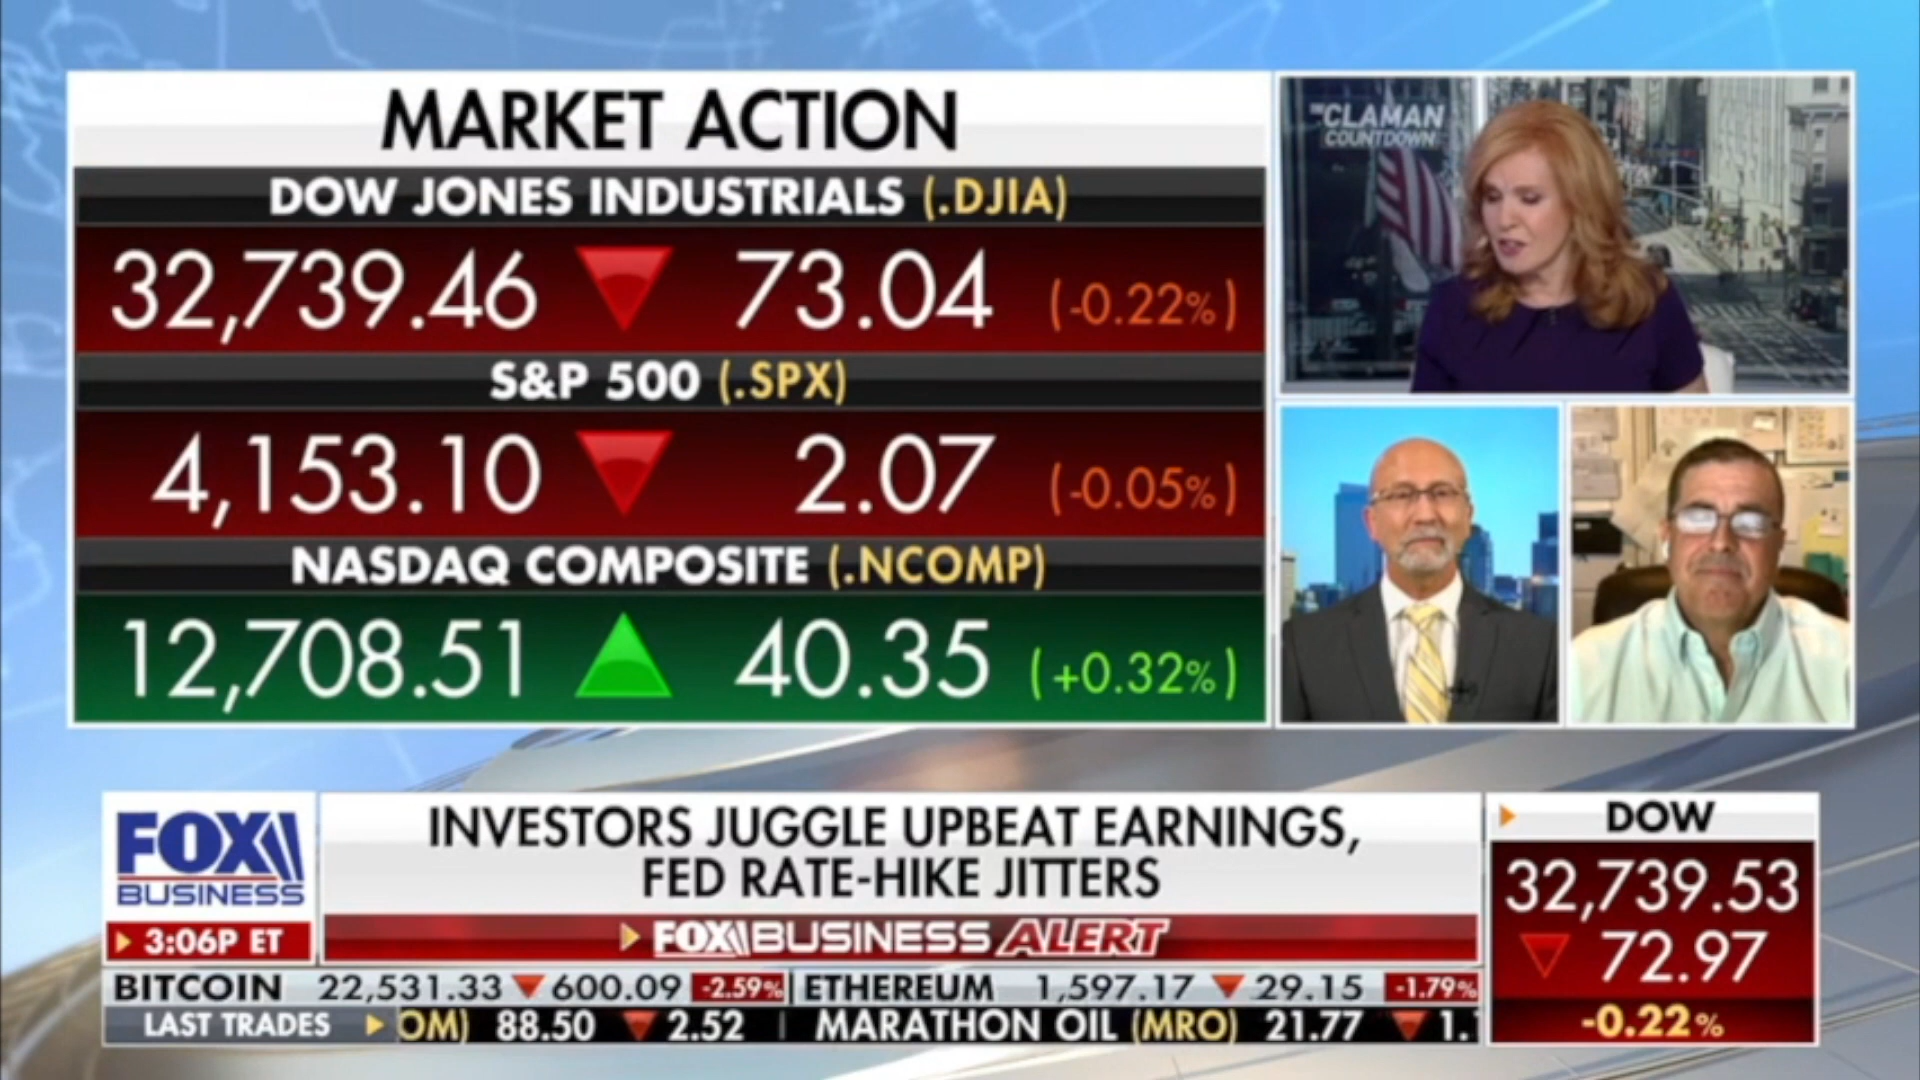 MARKET ACTION
DOW JONES INDUSTRIALS (.DJIA)
32,739.46 73.04 (-0.22%)
S&P 500 (.SPX)
4,153.10 2.07 (-0.05%)
NASDAQ COMPOSITE (.NCOMP)
12,708.51 40.35 (+0.32%)
THE CLAMAN
COUNTDOWN
FOX
BUSINESS
3:06P ET
INVESTORS JUGGLE UPBEAT EARNINGS,
FED RATE-HIKE JITTERS
FOX BUSINESS ALERT
DOW
32,739.53
72.97
-0.22%
BITCOIN 22,531.33 600.09 -2.59% ETHEREUM 1,597.17 29.15 -1.79%
LAST TRADES OM) 88.50 2.52 MARATHON OIL (MRO) 21.77